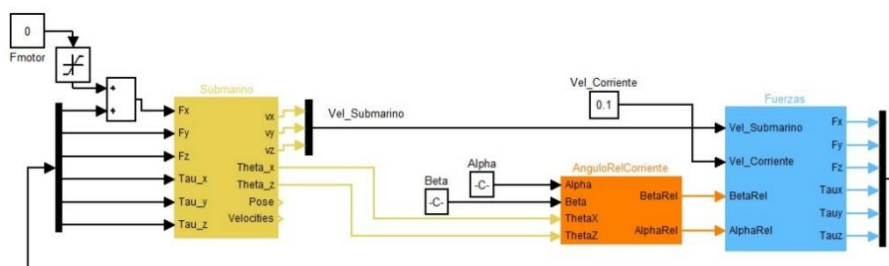 0
Fmotor
+
+
Submarino
Fx
Fy
Fz
Tau_x
Tau_y
Tau_z
vx
vy
vz
Theta_x
Theta_z
Pose
Velocities
Vel_Submarino
Vel_Corriente
0.1
Alpha
-C-
Beta
-C-
AnguloRelCorriente
Alpha
Beta
ThetaX
ThetaZ
BetaRel
AlphaRel
Fuerzas
Vel_Submarino
Vel_Corriente
BetaRel
AlphaRel
Fx
Fy
Fz
Taux
Tauy
Tauz